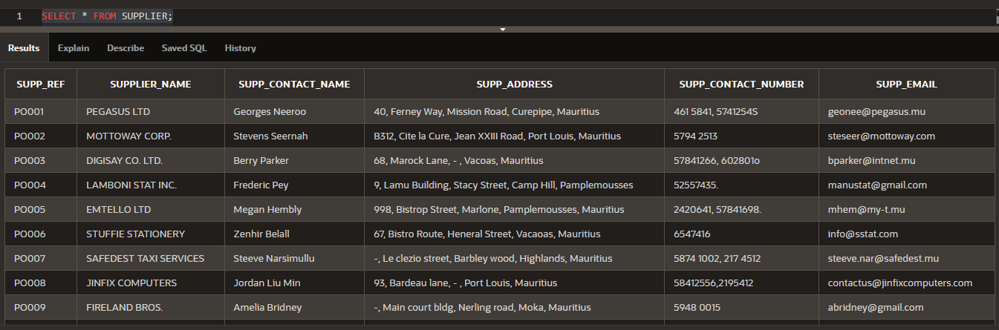 1 SELECT * FROM SUPPLIER;
Results Explain Describe Saved SQL History
SUPP_REF SUPPLIER_NAME SUPP_CONTACT_NAME SUPP_ADDRESS SUPP_CONTACT_NUMBER SUPP_EMAIL
PO001 PEGASUS LTD Georges Neeroo 40, Ferney Way, Mission Road, Curepipe, Mauritius 461 5841, 5741254S geonee@pegasus.mu
PO002 MOTTOWAY CORP. Stevens Seernah B312, Cite la Cure, Jean XXIII Road, Port Louis, Mauritius 5794 2513 steseer@mottoway.com
PO003 DIGISAY CO. LTD. Berry Parker 68, Marock Lane, - , Vacoas, Mauritius 57841266, 602801o bparker@intnet.mu
PO004 LAMBONI STAT INC. Frederic Pey 9, Lamu Building, Stacy Street, Camp Hill, Pamplemousses 52557435. manustat@gmail.com
PO005 EMTELLO LTD Megan Hembly 998, Bistrop Street, Marlone, Pamplemousses, Mauritius 2420641, 57841698. mhem@my-t.mu
PO006 STUFFIE STATIONERY Zenhir Belall 67, Bistro Route, Heneral Street, Vacaoas, Mauritius 6547416 info@sstat.com
PO007 SAFEDEST TAXI SERVICES Steeve Narsimullu -, Le clezio street, Barbley wood, Highlands, Mauritius 5874 1002, 217 4512 steeve.nar@safedest.mu
PO008 JINFIX COMPUTERS Jordan Liu Min 93, Bardeau lane, - , Port Louis, Mauritius 58412556,2195412 contactus@jinfixcomputers.com
PO009 FIRELAND BROS. Amelia Bridney -, Main court bldg, Nerling road, Moka, Mauritius 5948 0015 abridney@gmail.com